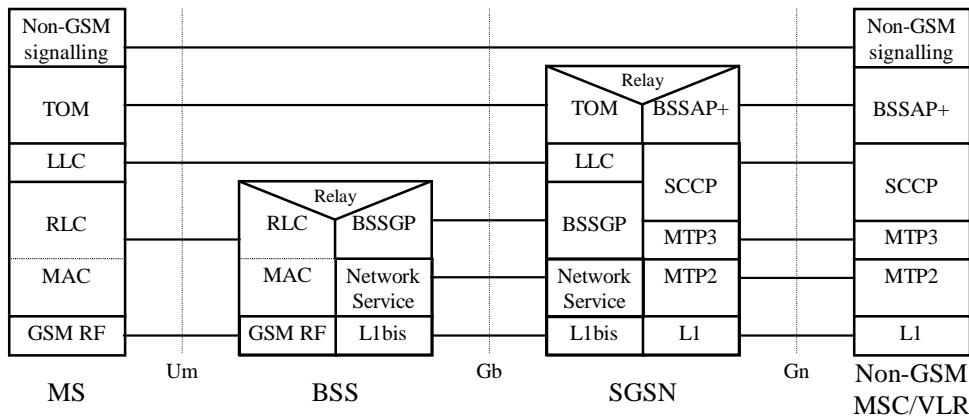 Non-GSM
signalling
Non-GSM
signalling
Relay
TOM
TOM
BSSAP+
BSSAP+
LLC
LLC
SCCP
SCCP
Relay
RLC
RLC
BSSGP
BSSGP
MTP3
MTP3
MAC
MAC
Network
Service
Network
Service
MTP2
MTP2
GSM RF
GSM RF
L1bis
L1bis
L1
L1
Um
Gb
Gn
MS
BSS
SGSN
Non-GSM
MSC/VLR